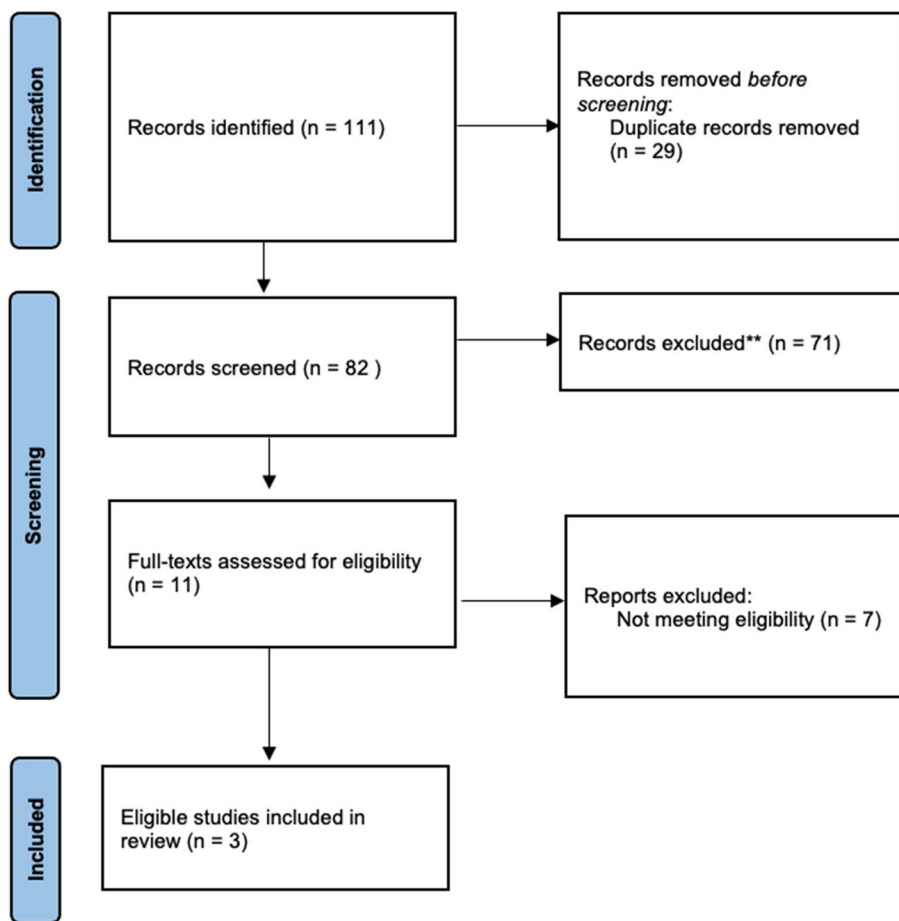 Identification
Records identified (n = 111)
Records removed before
screening:
Duplicate records removed
(n = 29)
Screening
Records screened (n = 82 )
Records excluded** (n = 71)
Full-texts assessed for eligibility
(n = 11)
Reports excluded:
Not meeting eligibility (n = 7)
Included
Eligible studies included in
review (n = 3)